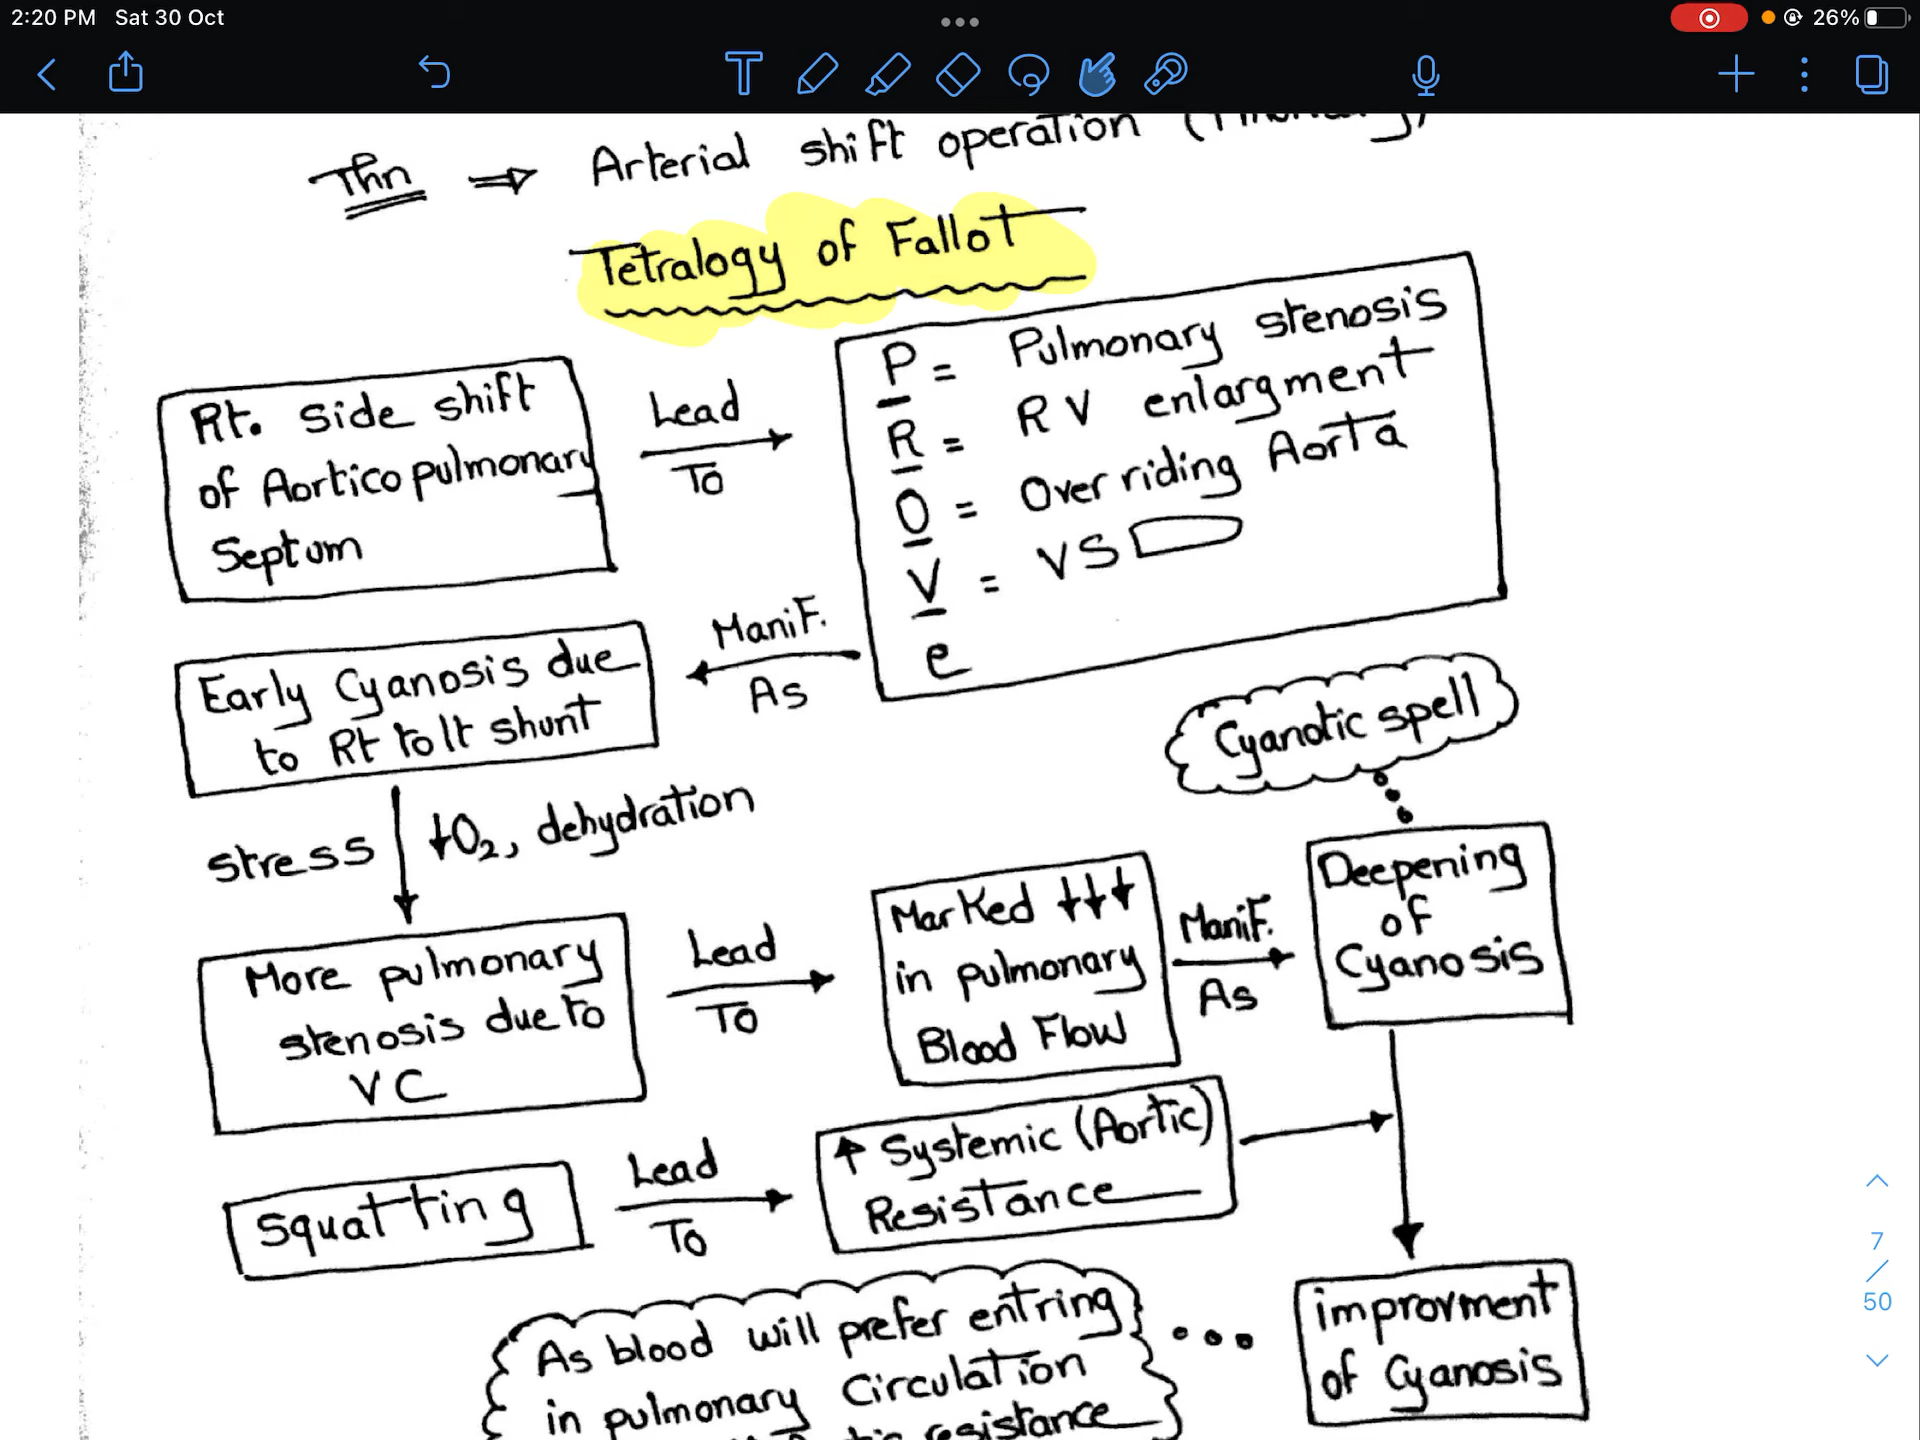 2:20 PM Sat 30 Oct
26%
Thn ⇒ Arterial shift operation (
Tetralogy of Fallot
Rt. side shift
of Aortico pulmonary
Septum
Lead
To
P = Pulmonary stenosis
R = RV enlargment
O = Over riding Aorta
V = VSD
e
Manif.
As
Early Cyanosis due
to Rt to lt shunt
stress ↓O2, dehydration
Cyanotic spell
More pulmonary
stenosis due to
VC
Lead
To
Marked ↓↓↓
in pulmonary
Blood Flow
Manif.
As
Deepening
of
Cyanosis
Squatting
Lead
To
↑ Systemic (Aortic)
Resistance
As blood will prefer entring
in pulmonary Circulation
resistance
improvment
of Cyanosis
7
/
50